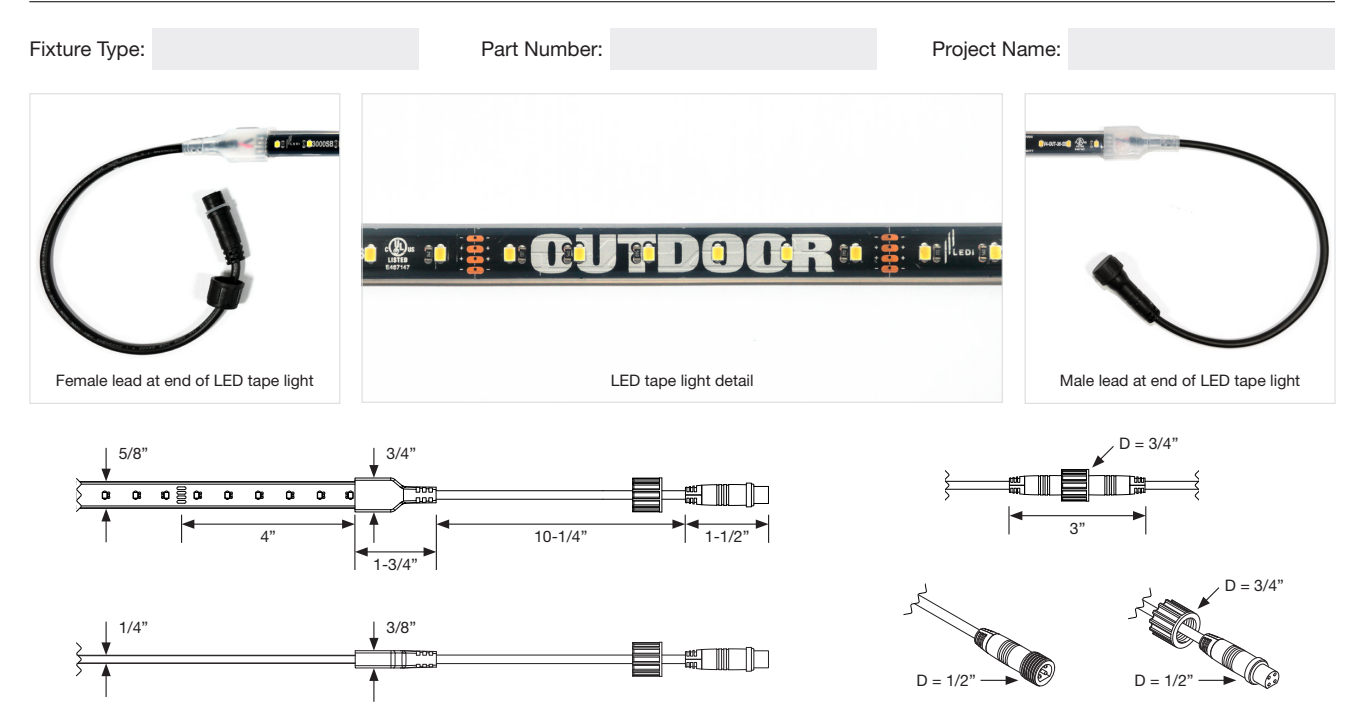 Fixture Type:
Part Number:
Project Name:
3000SB
C UL US
LISTED
E467147
OUTDOOR
LEDi
Female lead at end of LED tape light
LED tape light detail
Male lead at end of LED tape light
5/8”
3/4”
4”
10-1/4”
1-1/2”
1-3/4”
D = 3/4”
3”
1/4”
3/8”
D = 1/2”
D = 3/4”
D = 1/2”